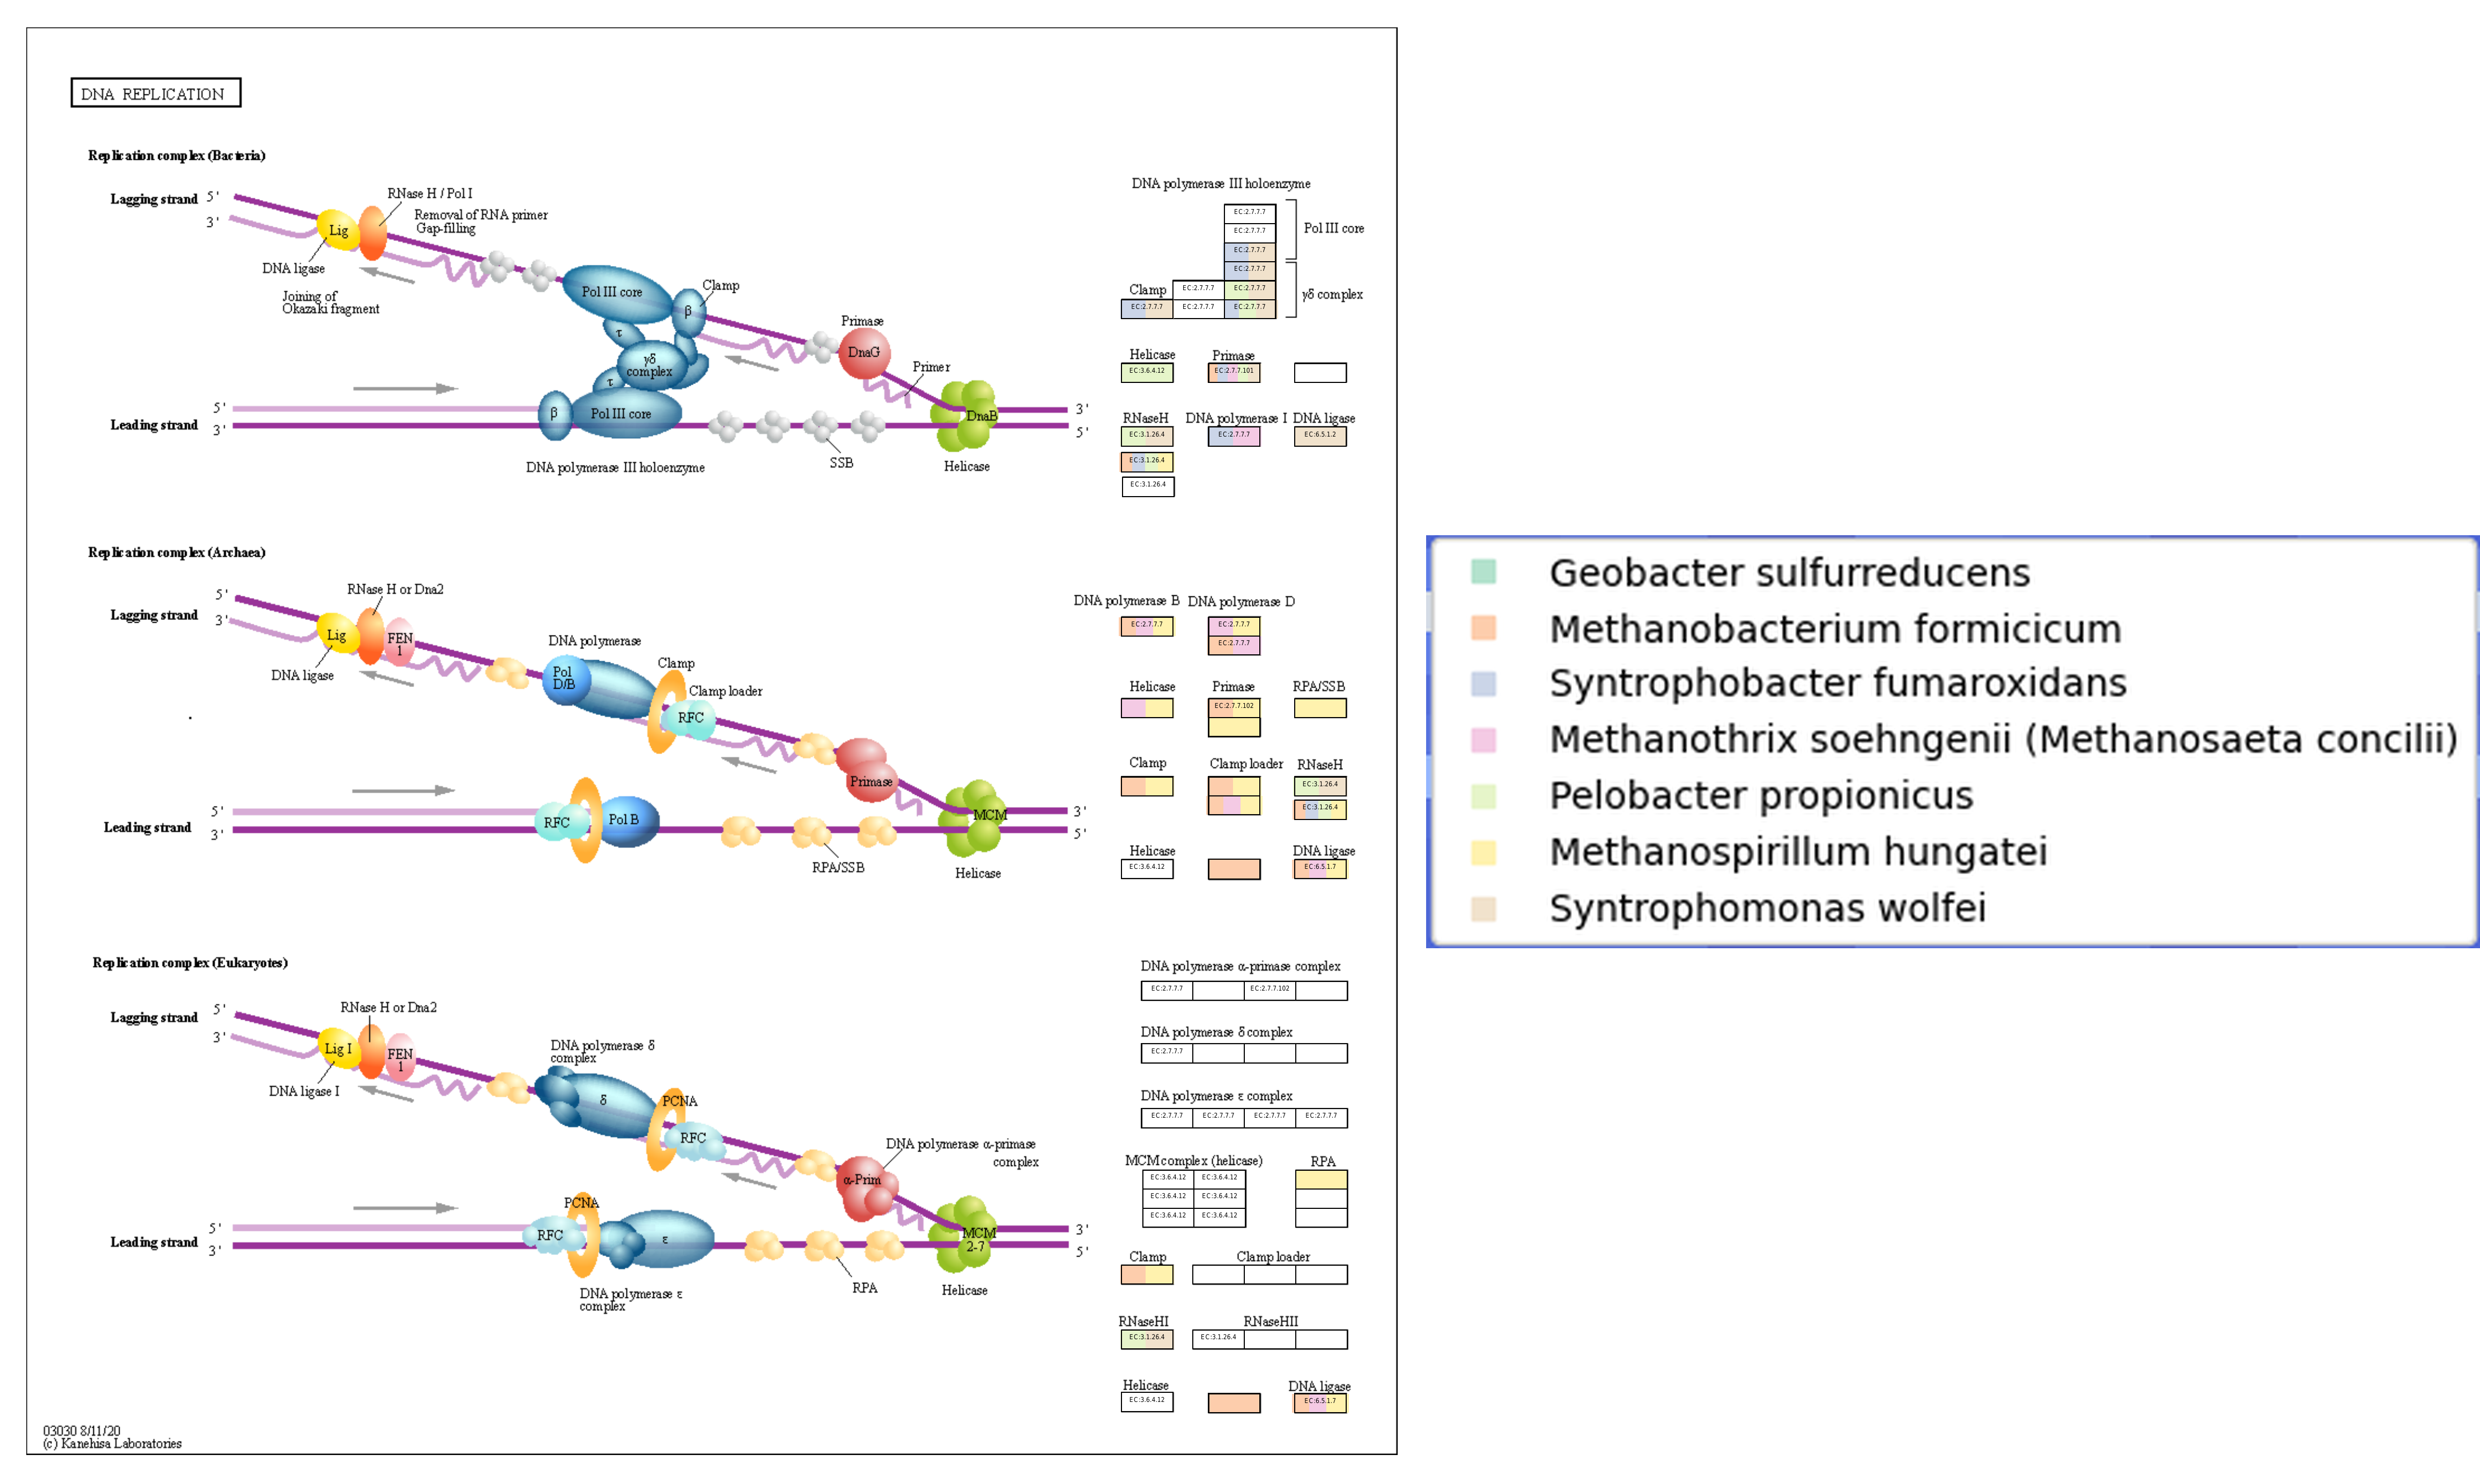 DNA REPLICATION
Replication complex (Bacteria)
Lagging strand
5'
3'
RNase H / Pol I
Removal of RNA primer
Gap-filling
Lig
DNA ligase
Joining of
Okazaki fragment
Pol III core
Clamp
β
τ
γδ
complex
τ
Primase
DnaG
Primer
Leading strand
5'
3'
β
Pol III core
DnaB
3'
5'
DNA polymerase III holoenzyme
SSB
Helicase
DNA polymerase III holoenzyme
EC:2.7.7.7
EC:2.7.7.7
EC:2.7.7.7
Pol III core
EC:2.7.7.7
Clamp
EC:2.7.7.7
EC:2.7.7.7
γδ complex
EC:2.7.7.7
EC:2.7.7.7
EC:2.7.7.7
Helicase
Primase
EC:3.6.4.12
EC:2.7.7.101
RNaseH
DNA polymerase I
DNA ligase
EC:3.1.26.4
EC:2.7.7.7
EC:6.5.1.2
EC:3.1.26.4
EC:3.1.26.4
Replication complex (Archaea)
Lagging strand
5'
3'
RNase H or Dna2
Lig
FEN
1
DNA ligase
DNA polymerase
Pol
D/B
Clamp
Clamp loader
RFC
Primase
Leading strand
5'
3'
RFC
Pol B
MCM
3'
5'
RPA/SSB
Helicase
DNA polymerase B
DNA polymerase D
EC:2.7.7.7
EC:2.7.7.7
EC:2.7.7.7
Helicase
Primase
RPA/SSB
EC:2.7.7.102
Clamp
Clamp loader
RNaseH
EC:3.1.26.4
EC:3.1.26.4
Helicase
DNA ligase
EC:3.6.4.12
EC:6.5.1.7
Replication complex (Eukaryotes)
Lagging strand
5'
3'
RNase H or Dna2
Lig I
FEN
1
DNA ligase I
DNA polymerase δ
complex
δ
PCNA
RFC
DNA polymerase α-primase
complex
α-Prim
Leading strand
5'
3'
PCNA
RFC
ε
MCM
2-7
3'
5'
DNA polymerase ε
complex
RPA
Helicase
DNA polymerase α-primase complex
EC:2.7.7.7
EC:2.7.7.102
DNA polymerase δ complex
EC:2.7.7.7
DNA polymerase ε complex
EC:2.7.7.7
EC:2.7.7.7
EC:2.7.7.7
EC:2.7.7.7
MCM complex (helicase)
RPA
EC:3.6.4.12
EC:3.6.4.12
EC:3.6.4.12
EC:3.6.4.12
EC:3.6.4.12
EC:3.6.4.12
Clamp
Clamp loader
RNaseHI
RNaseHII
EC:3.1.26.4
EC:3.1.26.4
Helicase
DNA ligase
EC:3.6.4.12
EC:6.5.1.7
03030 8/11/20
(c) Kanehisa Laboratories
Geobacter sulfurreducens
Methanobacterium formicicum
Syntrophobacter fumaroxidans
Methanothrix soehngenii (Methanosaeta concilii)
Pelobacter propionicus
Methanospirillum hungatei
Syntrophomonas wolfei